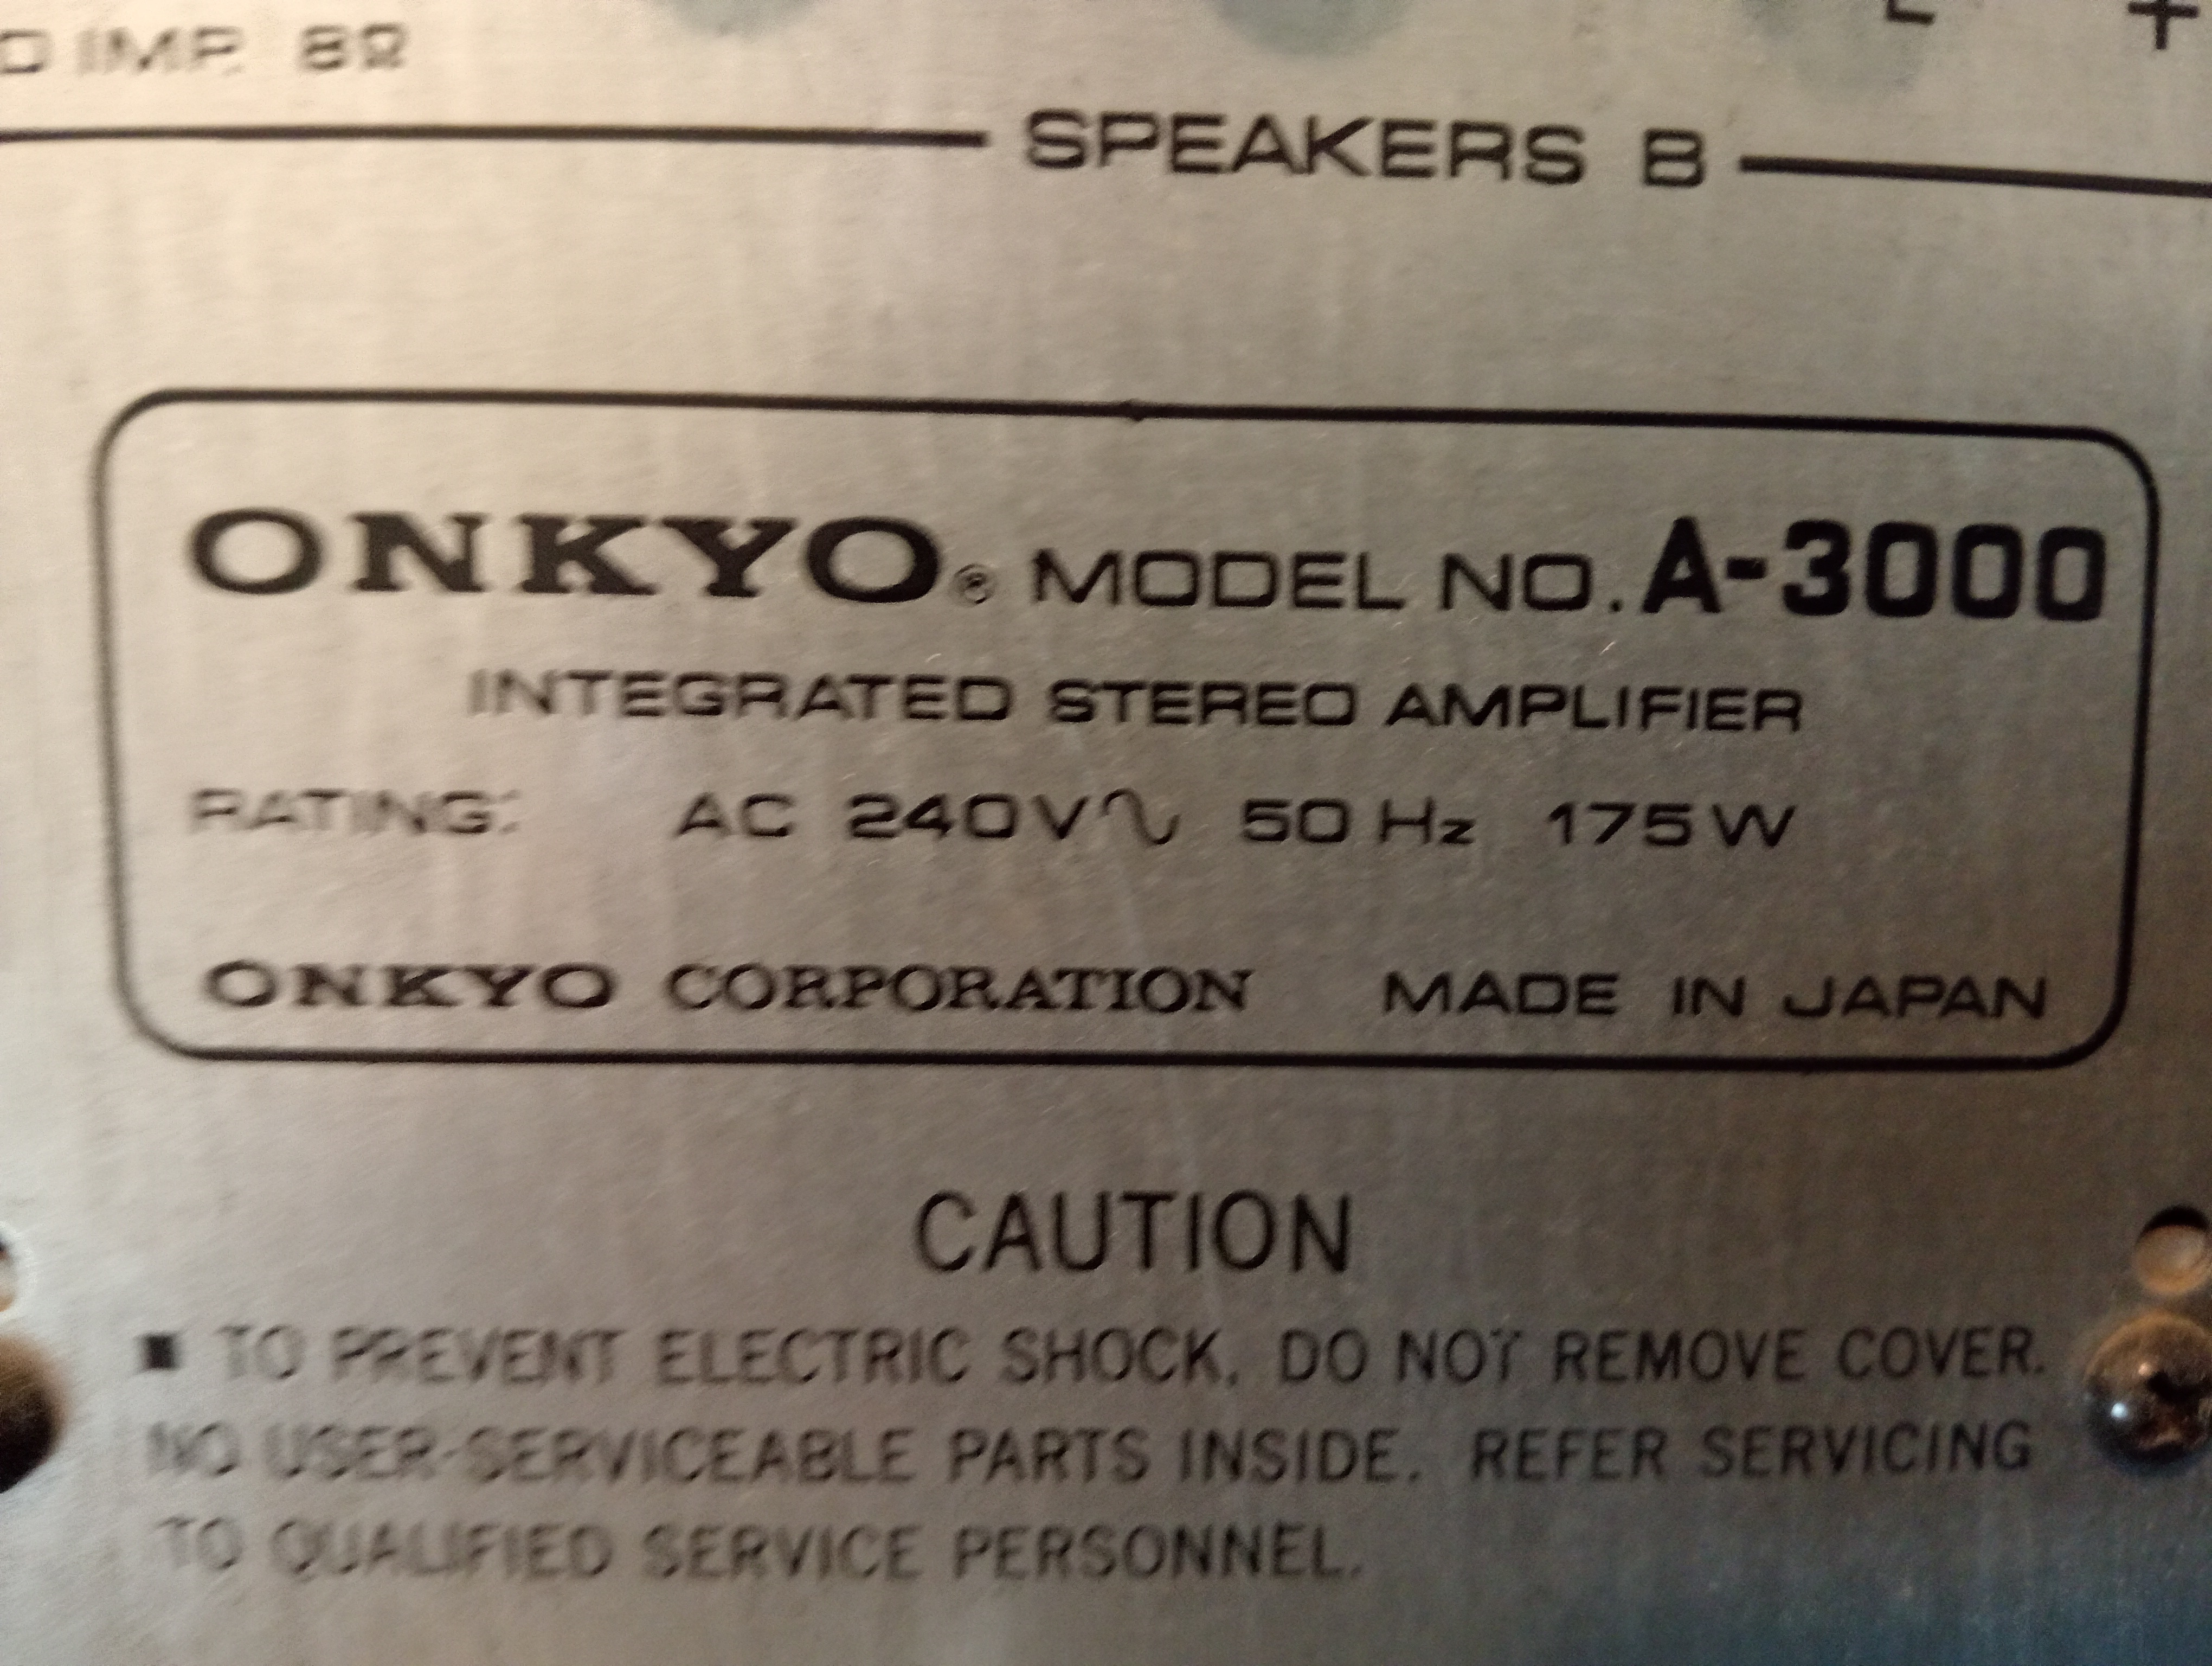 IMP. 8Ω
L +
SPEAKERS B
ONKYO® MODEL NO. A-3000
INTEGRATED STEREO AMPLIFIER
RATING: AC 240V∿ 50 Hz 175W
ONKYO CORPORATION MADE IN JAPAN
CAUTION
■ TO PREVENT ELECTRIC SHOCK, DO NOT REMOVE COVER.
NO USER-SERVICEABLE PARTS INSIDE. REFER SERVICING
TO QUALIFIED SERVICE PERSONNEL.